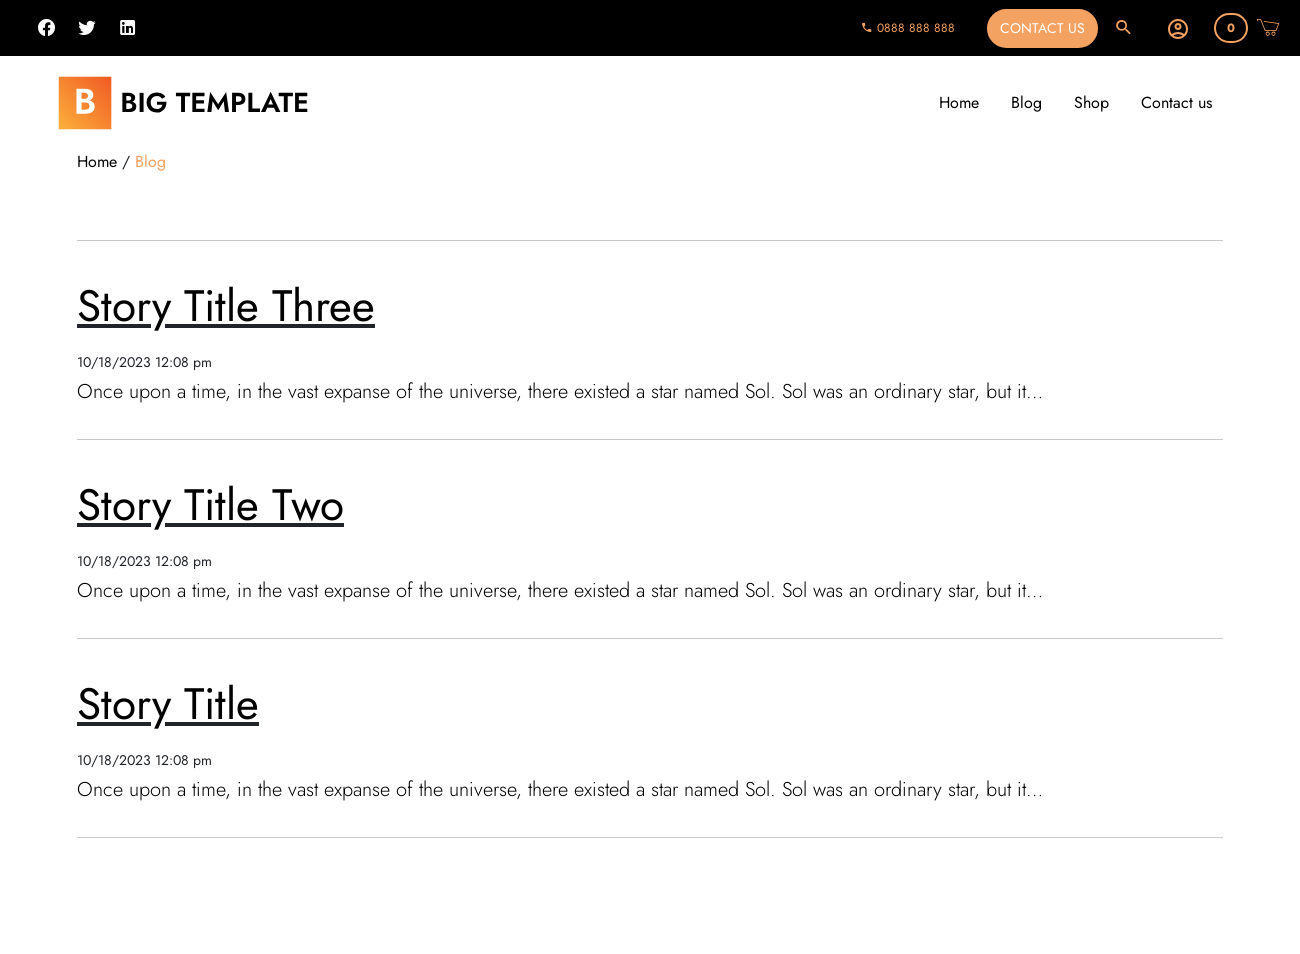 0888 888 888
CONTACT US
0
B BIG TEMPLATE
Home Blog Shop Contact us
Home / Blog
Story Title Three
10/18/2023 12:08 pm
Once upon a time, in the vast expanse of the universe, there existed a star named Sol. Sol was an ordinary star, but it...
Story Title Two
10/18/2023 12:08 pm
Once upon a time, in the vast expanse of the universe, there existed a star named Sol. Sol was an ordinary star, but it...
Story Title
10/18/2023 12:08 pm
Once upon a time, in the vast expanse of the universe, there existed a star named Sol. Sol was an ordinary star, but it...